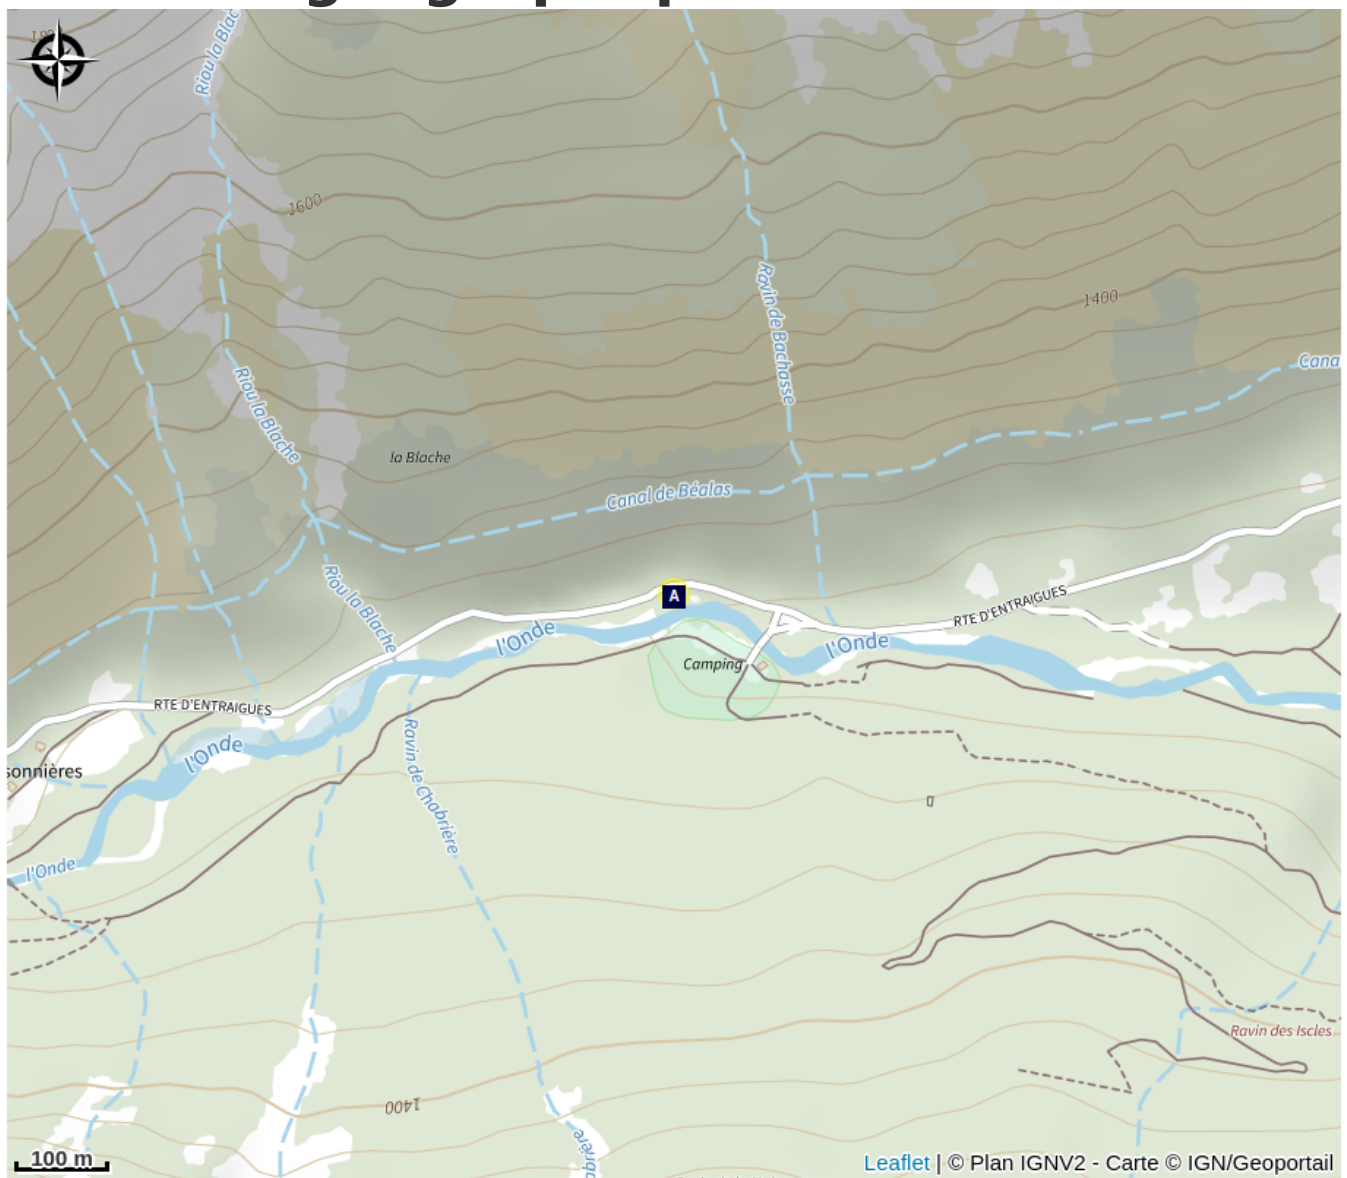 Riou la Blac
1600
Ravin de Bachasse
1400
Cana
Riou la Blache
la Blache
Canal de Béalas
Riou la Blache
A
RTE D'ENTRAIGUES
l'Onde
l'Onde
Camping
RTE D'ENTRAIGUES
l'Onde
sonnières
Ravin de Chabrière
l'Onde
Ravin des Iscles
1400
abrière
100 m
Leaflet | © Plan IGNV2 - Carte © IGN/Geoportail